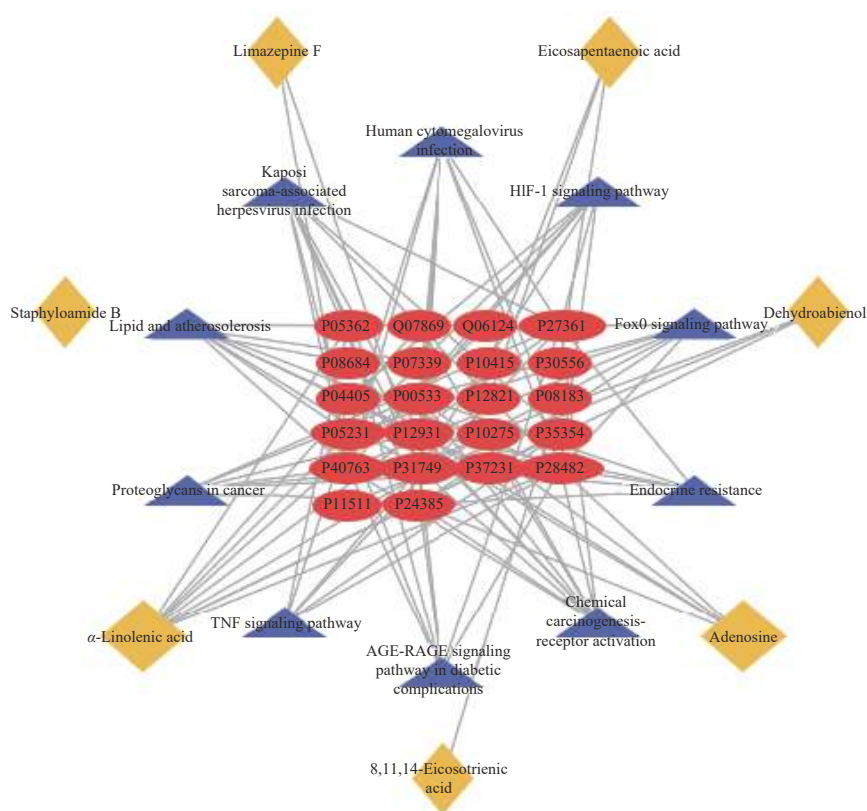 Limazepine F
Eicosapentaenoic acid
Human cytomegalovirus
infection
Kaposi
sarcoma-associated
herpesvirus infection
HIF-1 signaling pathway
Staphyloamide B
Lipid and atherosolerosis
Fox0 signaling pathway
Dehydroabienol
P05362 Q07869 Q06124 P27361
P08684 P07339 P10415 P30556
P04405 P00533 P12821 P08183
P05231 P12931 P10275 P35354
P40763 P31749 P37231 P28482
P11511 P24385
Proteoglycans in cancer
Endocrine resistance
α-Linolenic acid
TNF signaling pathway
Chemical
carcinogenesis-
receptor activation
Adenosine
AGE-RAGE signaling
pathway in diabetic
complications
8,11,14-Eicosotrienic
acid